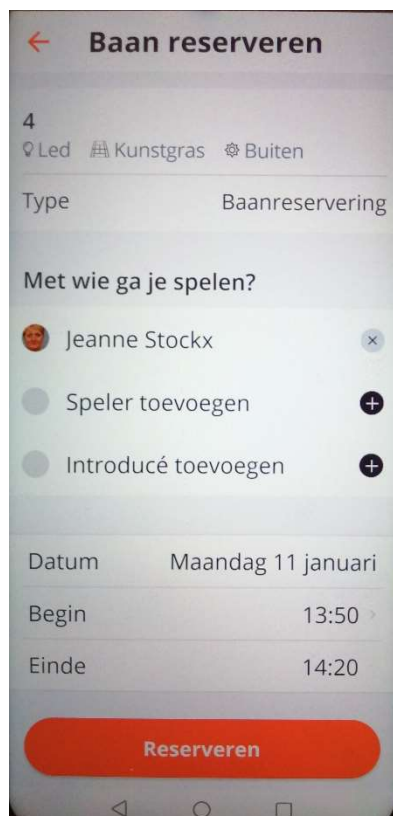 Baan reserveren
4
Led Kunstgras Buiten
Type Baanreservering
Met wie ga je spelen?
Jeanne Stockx
Speler toevoegen
Introducé toevoegen
Datum Maandag 11 januari
Begin 13:50
Einde 14:20
Reserveren